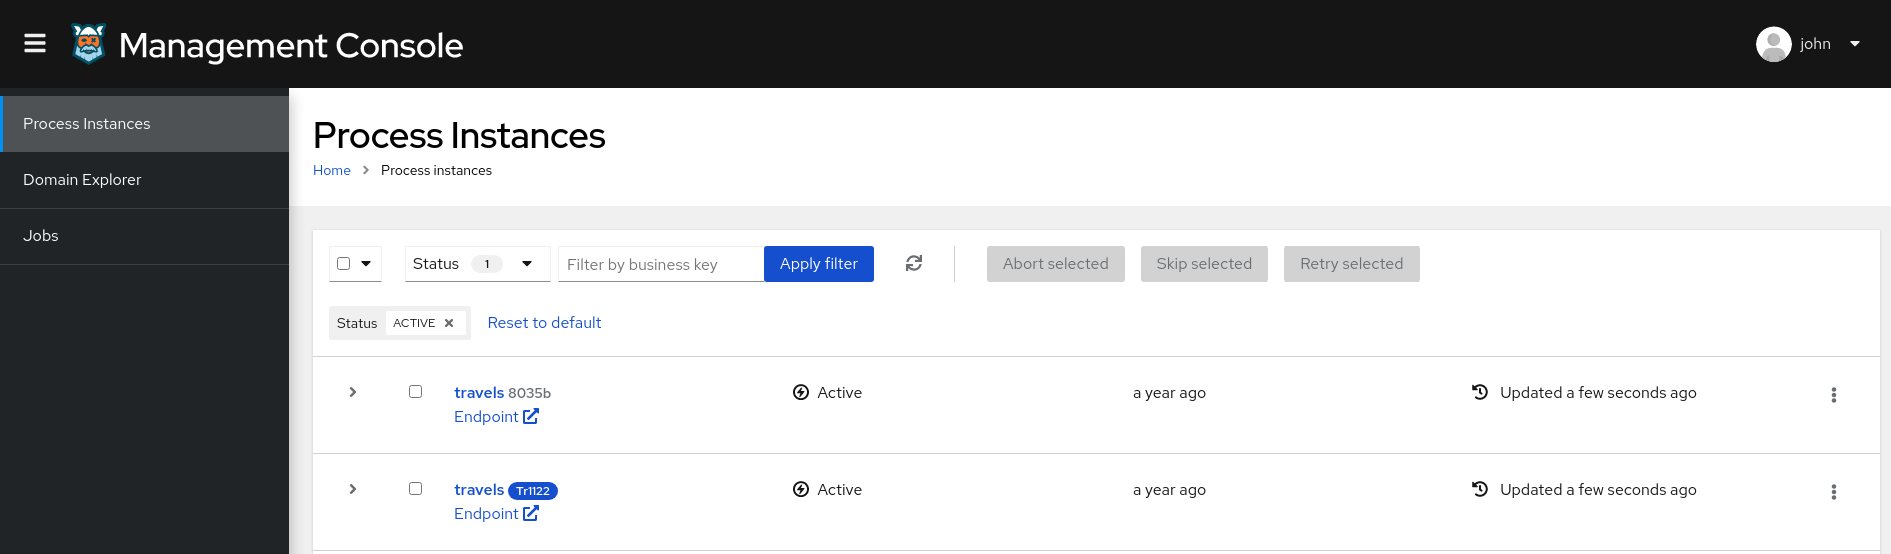 Management Console
john
Process Instances
Domain Explorer
Jobs
Process Instances
Home > Process instances
Status 1 Filter by business key Apply filter Abort selected Skip selected Retry selected
Status ACTIVE Reset to default
travels 8035b Active a year ago Updated a few seconds ago
Endpoint
travels Tr1122 Active a year ago Updated a few seconds ago
Endpoint